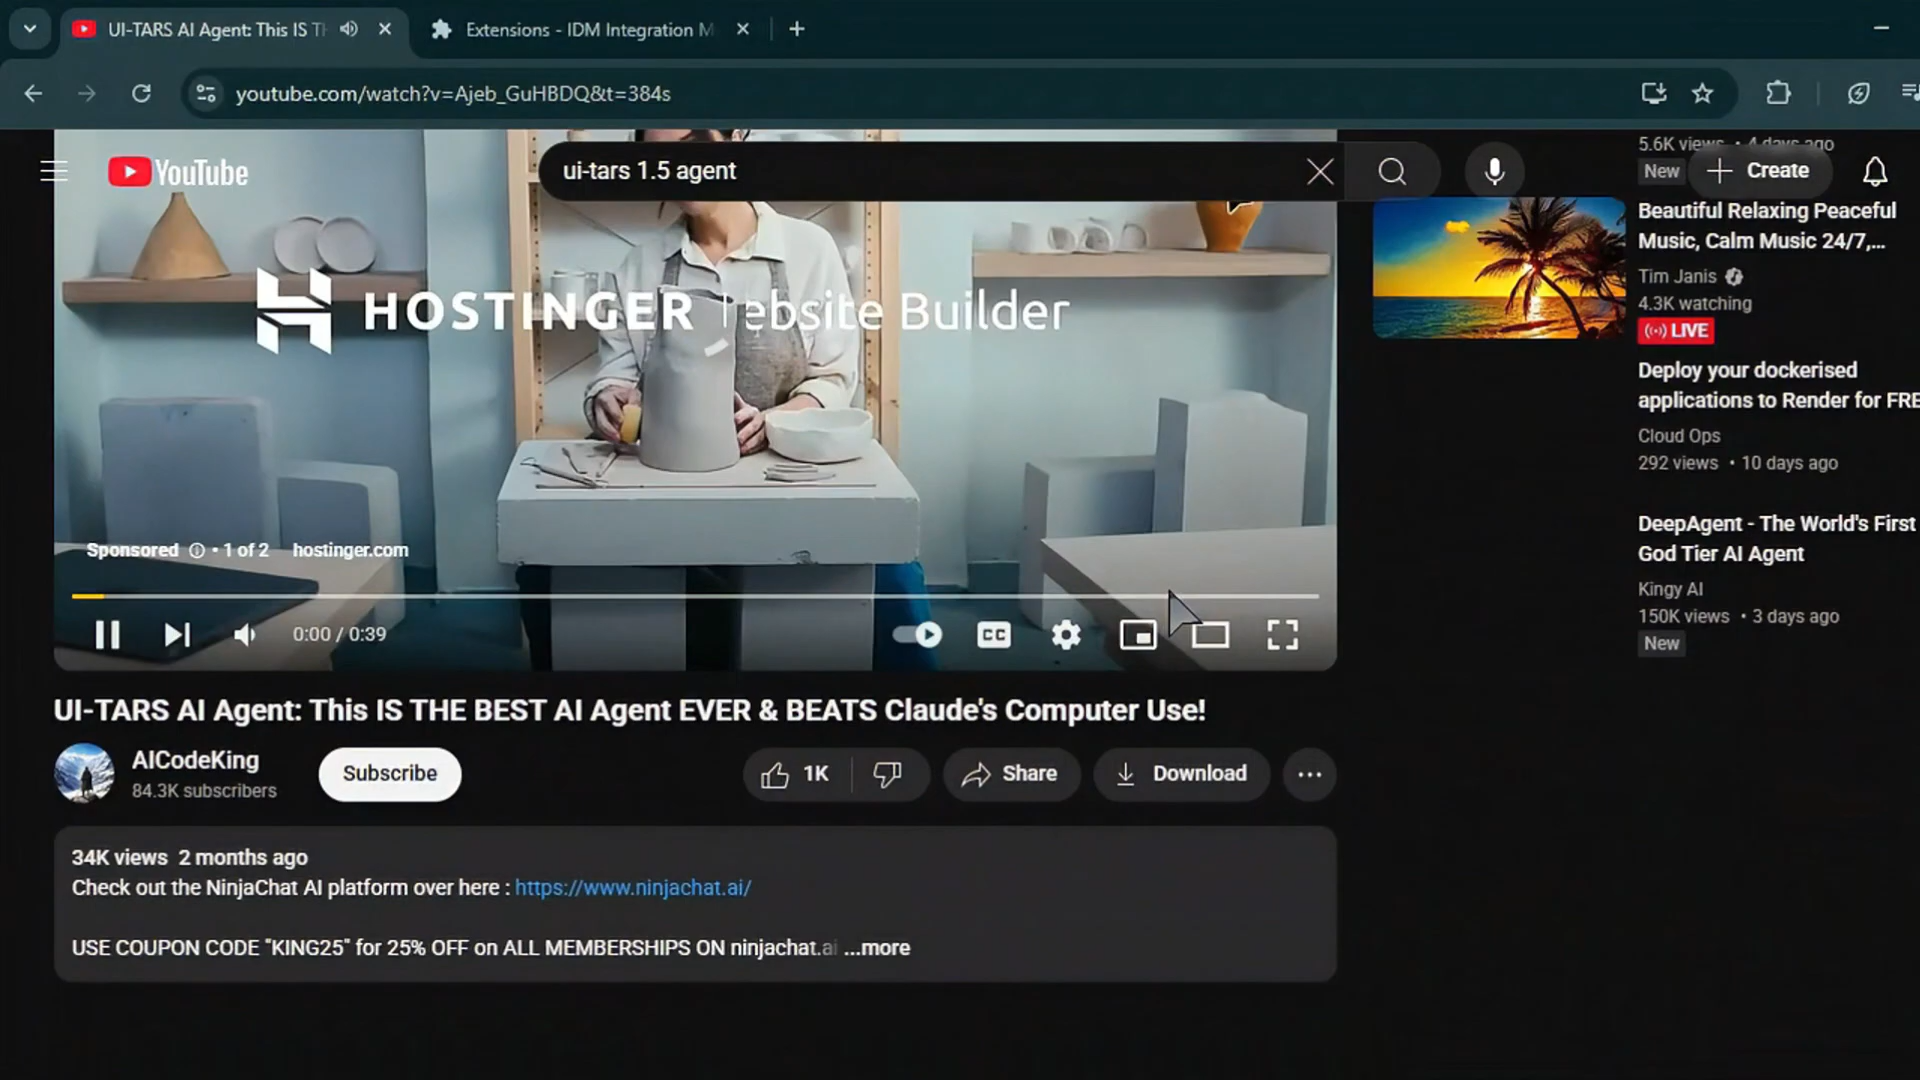 UI-TARS AI Agent: This IS
Extensions - IDM Integration M
youtube.com/watch?v=Ajeb_GuHBDQ&t=384s
YouTube
ui-tars 1.5 agent
Create
HOSTINGER ebsite Builder
Sponsored • 1 of 2 hostinger.com
0:00 / 0:39
CC
UI-TARS AI Agent: This IS THE BEST AI Agent EVER & BEATS Claude's Computer Use!
AICodeKing
84.3K subscribers
Subscribe
1K
Share
Download
34K views 2 months ago
Check out the NinjaChat AI platform over here : https://www.ninjachat.ai/
USE COUPON CODE "KING25" for 25% OFF on ALL MEMBERSHIPS ON ninjachat.ai ...more
5.6K views • 4 days ago
New
Beautiful Relaxing Peaceful
Music, Calm Music 24/7,...
Tim Janis
4.3K watching
LIVE
Deploy your dockerised
applications to Render for FRE
Cloud Ops
292 views • 10 days ago
DeepAgent - The World's First
God Tier AI Agent
Kingy AI
150K views • 3 days ago
New